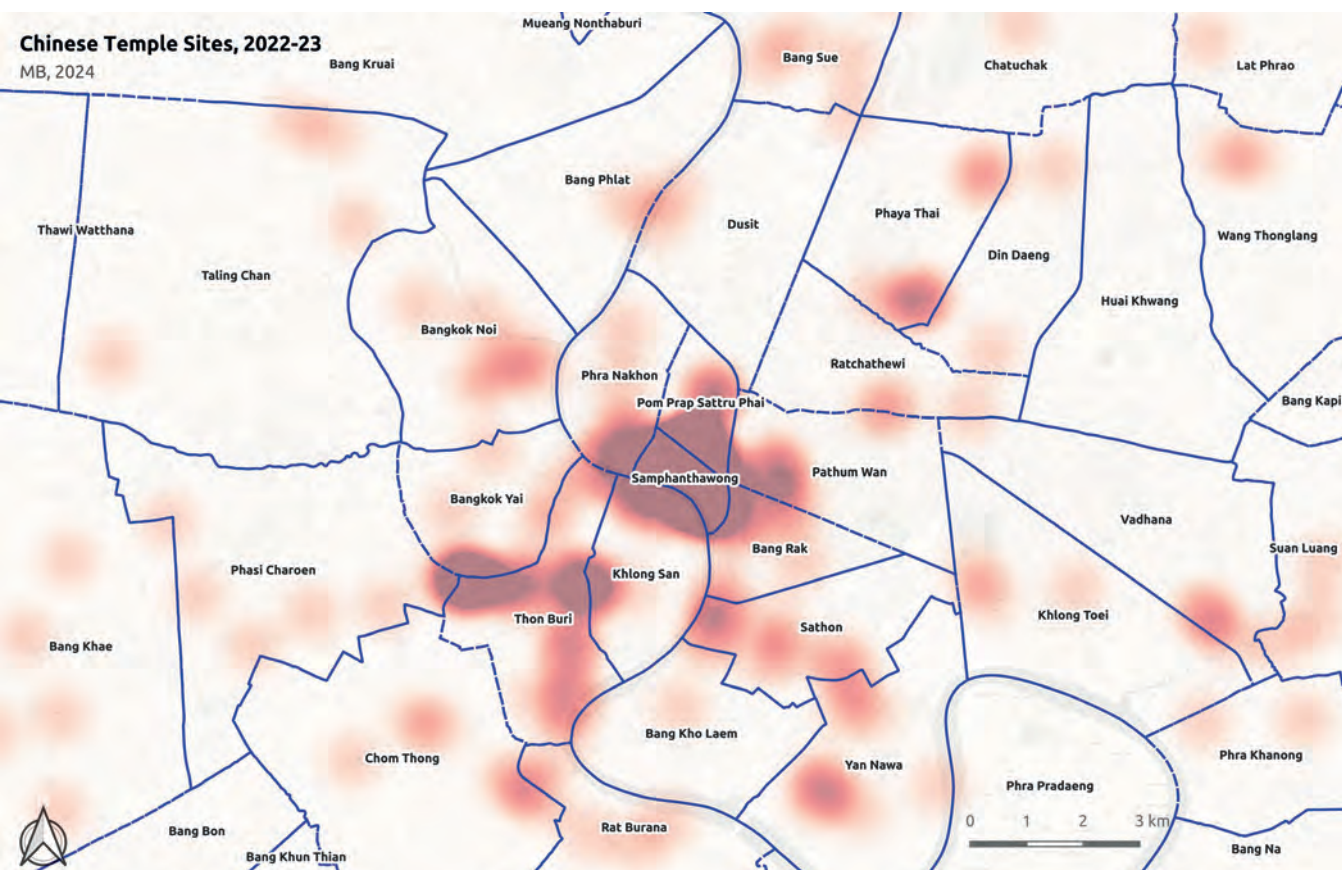 Chinese Temple Sites, 2022-23
MB, 2024
Mueang Nonthaburi
Bang Kruai
Bang Sue
Chatuchak
Lat Phrao
Bang Phlat
Thawi Watthana
Taling Chan
Dusit
Phaya Thai
Din Daeng
Wang Thonglang
Huai Khwang
Bangkok Noi
Phra Nakhon
Ratchathewi
Pom Prap Sattru Phai
Bang Kapi
Samphanthawong
Pathum Wan
Bangkok Yai
Vadhana
Bang Rak
Suan Luang
Phasi Charoen
Khlong San
Thon Buri
Sathon
Khlong Toei
Bang Khae
Bang Kho Laem
Chom Thong
Yan Nawa
Phra Khanong
Phra Pradaeng
0 1 2 3 km
Bang Bon
Rat Burana
Bang Khun Thian
Bang Na